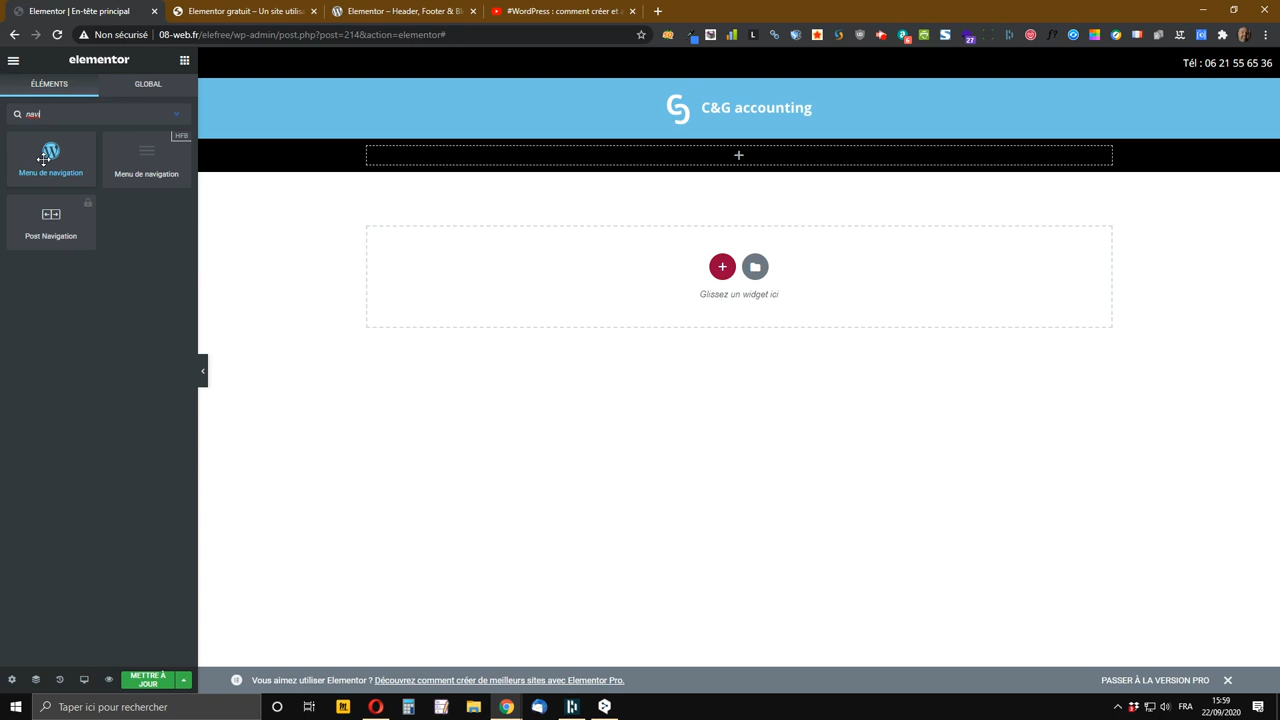 Elementor | En-tête principal
Elementor gratuit – Un site utilis
WordPress – Header, Footer & Bl
#WordPress : comment créer et
Non sécurisé
08-web.fr/elefree/wp-admin/post.php?post=214&action=elementor#
6
27
elementor
Tél : 06 21 55 65 36
ÉLÉMENTS
GLOBAL
C&G accounting
navi
HFB
Menu de navigation
Menu de navigation
Post Navigation
Glissez un widget ici
METTRE À JOUR
Vous aimez utiliser Elementor ? Découvrez comment créer de meilleurs sites avec Elementor Pro.
PASSER À LA VERSION PRO
Taper ici pour rechercher
FRA
15:59
22/09/2020